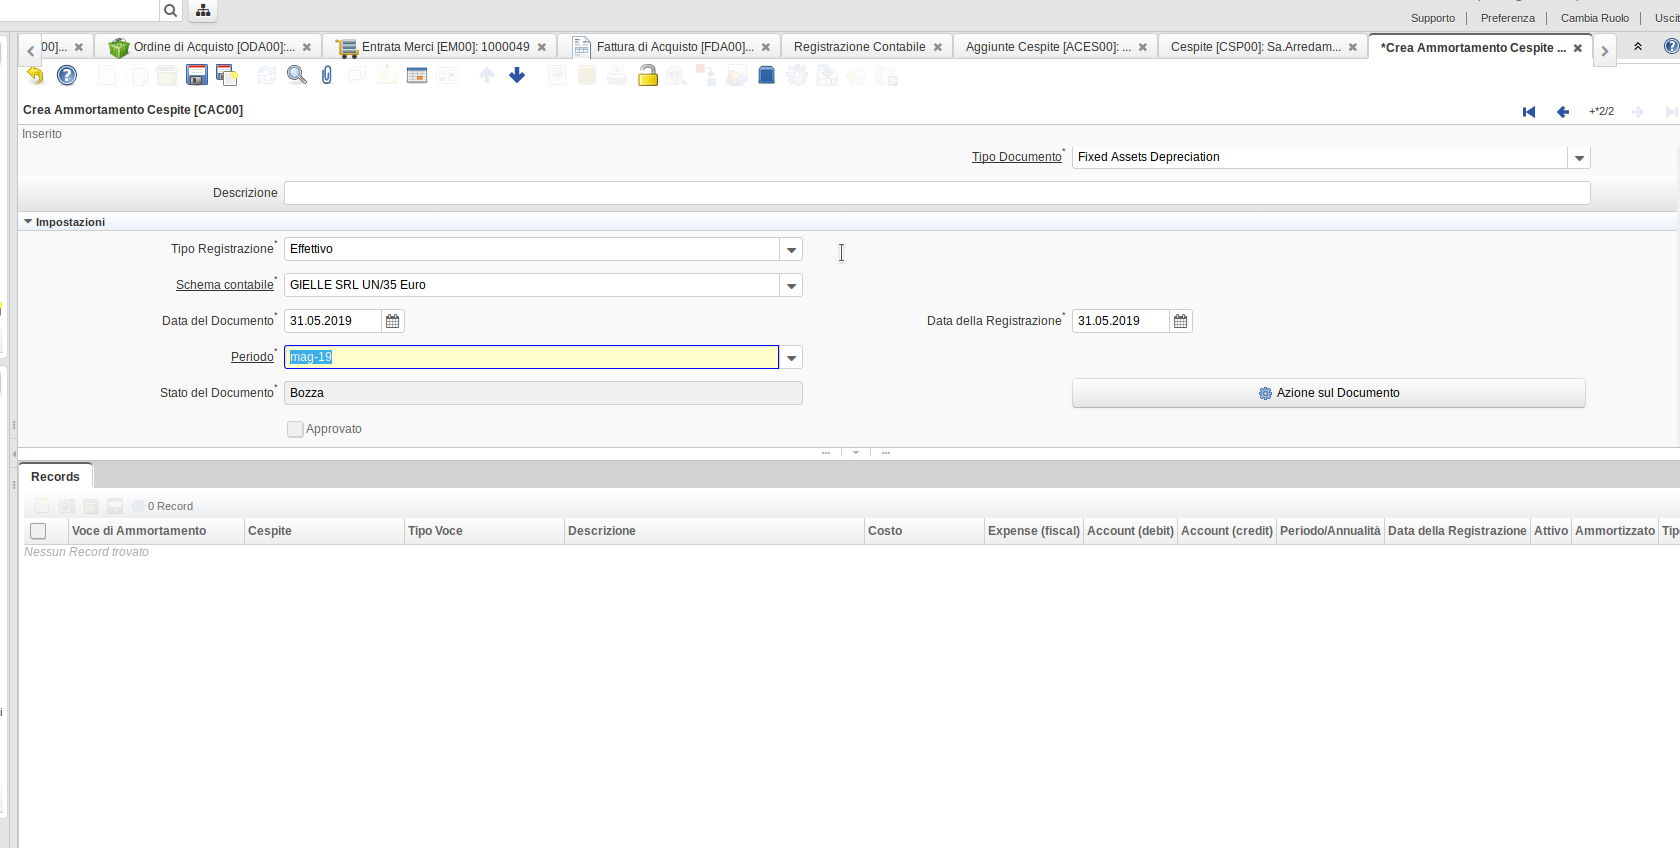 Supporto
Preferenza
Cambia Ruolo
00]...
Ordine di Acquisto [ODA00]:...
Entrata Merci [EM00]: 1000049
Fattura di Acquisto [FDA00]...
Registrazione Contabile
Aggiunte Cespite [ACES00]: ...
Cespite [CSP00]: Sa.Arredam...
*Crea Ammortamento Cespite ...
Crea Ammortamento Cespite [CAC00]
+*2/2
Inserito
Tipo Documento* Fixed Assets Depreciation
Descrizione
Impostazioni
Tipo Registrazione* Effettivo
Schema contabile* GIELLE SRL UN/35 Euro
Data del Documento* 31.05.2019
Data della Registrazione* 31.05.2019
Periodo* mag-19
Stato del Documento* Bozza
Azione sul Documento
Approvato
Records
0 Record
Voce di Ammortamento
Cespite
Tipo Voce
Descrizione
Costo
Expense (fiscal)
Account (debit)
Account (credit)
Periodo/Annualità
Data della Registrazione
Attivo
Ammortizzato
Tip
Nessun Record trovato